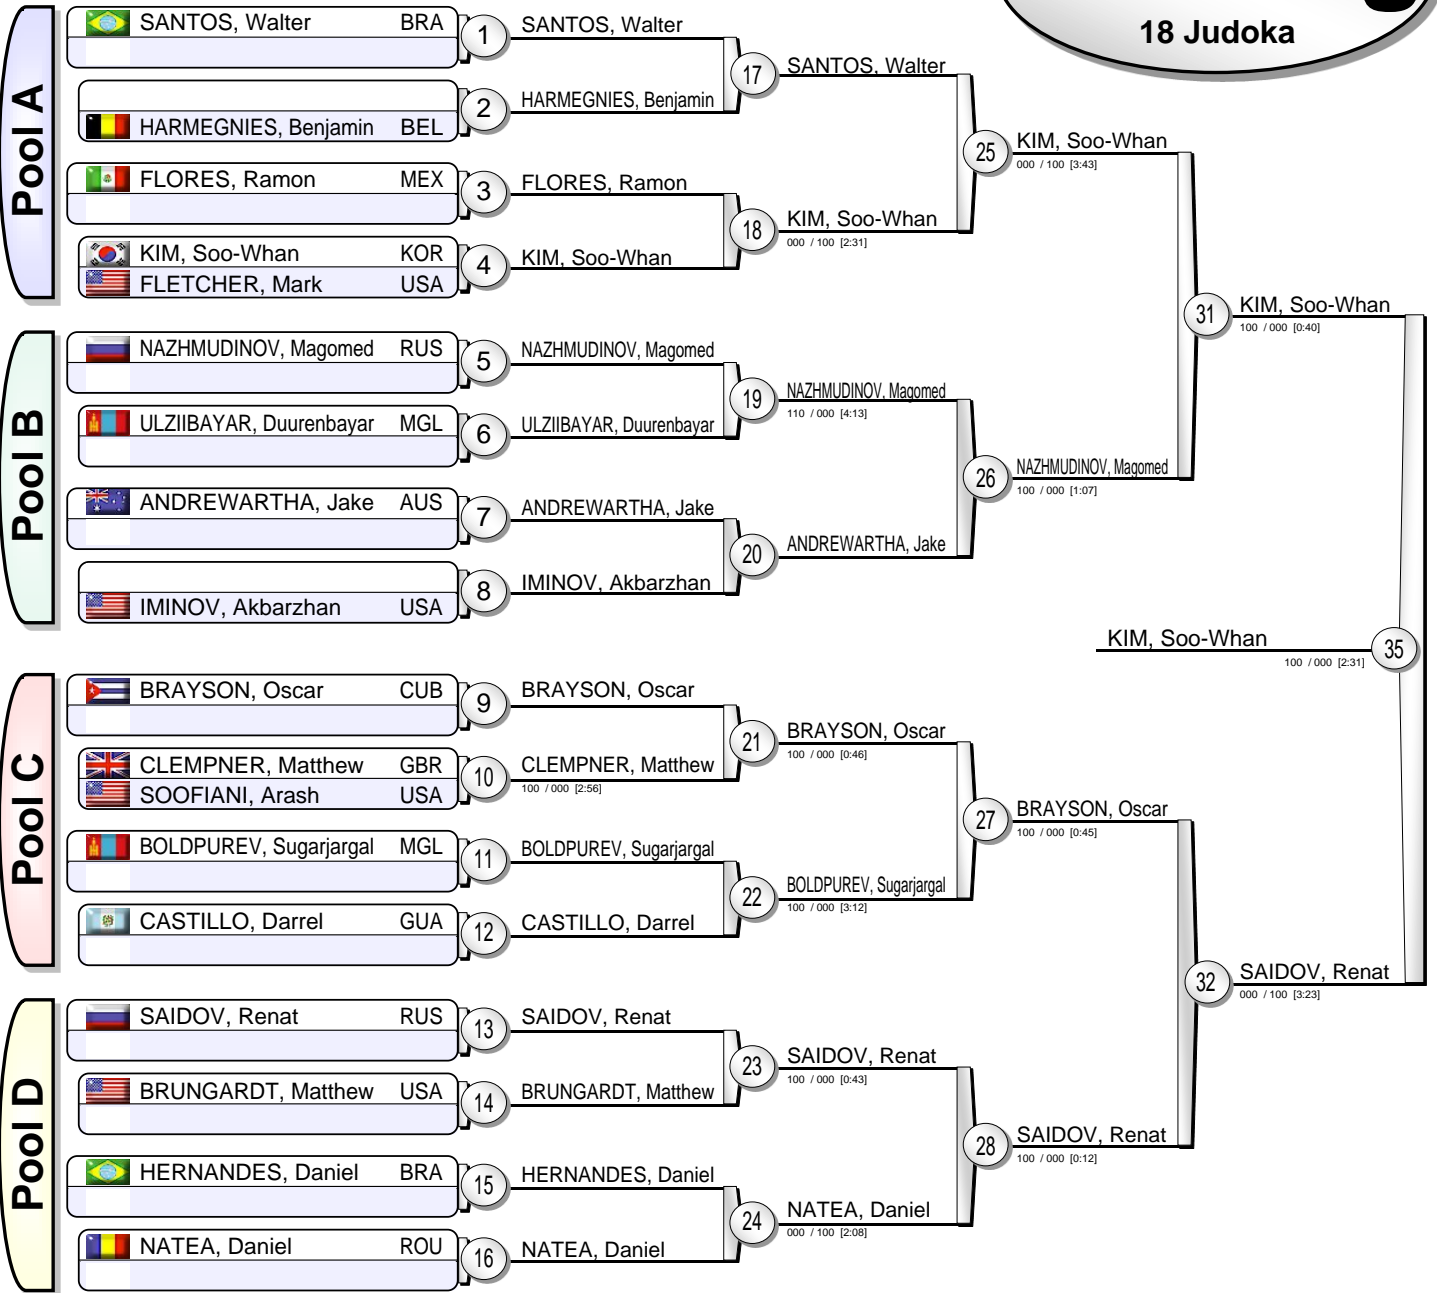 18 Judoka
Pool A
SANTOS, Walter BRA
1
HARMEGNIES, Benjamin BEL
2
FLORES, Ramon MEX
3
KIM, Soo-Whan KOR
FLETCHER, Mark USA
4
Pool B
NAZHMUDINOV, Magomed RUS
5
ULZIIBAYAR, Duurenbayar MGL
6
ANDREWARTHA, Jake AUS
7
IMINOV, Akbarzhan USA
8
Pool C
BRAYSON, Oscar CUB
9
CLEMPNER, Matthew GBR
SOOFIANI, Arash USA
10
BOLDPUREV, Sugarjargal MGL
11
CASTILLO, Darrel GUA
12
Pool D
SAIDOV, Renat RUS
13
BRUNGARDT, Matthew USA
14
HERNANDES, Daniel BRA
15
NATEA, Daniel ROU
16
SANTOS, Walter
HARMEGNIES, Benjamin
17
FLORES, Ramon
KIM, Soo-Whan
18
NAZHMUDINOV, Magomed
ULZIIBAYAR, Duurenbayar
19
ANDREWARTHA, Jake
IMINOV, Akbarzhan
20
BRAYSON, Oscar
CLEMPNER, Matthew
100 / 000 [2:56]
21
BOLDPUREV, Sugarjargal
CASTILLO, Darrel
22
SAIDOV, Renat
BRUNGARDT, Matthew
23
HERNANDES, Daniel
NATEA, Daniel
24
SANTOS, Walter
KIM, Soo-Whan
000 / 100 [2:31]
25
NAZHMUDINOV, Magomed
110 / 000 [4:13]
ANDREWARTHA, Jake
26
BRAYSON, Oscar
100 / 000 [0:46]
BOLDPUREV, Sugarjargal
100 / 000 [3:12]
27
SAIDOV, Renat
100 / 000 [0:43]
NATEA, Daniel
000 / 100 [2:08]
28
KIM, Soo-Whan
000 / 100 [3:43]
NAZHMUDINOV, Magomed
100 / 000 [1:07]
31
BRAYSON, Oscar
100 / 000 [0:45]
SAIDOV, Renat
100 / 000 [0:12]
32
KIM, Soo-Whan
100 / 000 [0:40]
SAIDOV, Renat
000 / 100 [3:23]
35
KIM, Soo-Whan
100 / 000 [2:31]